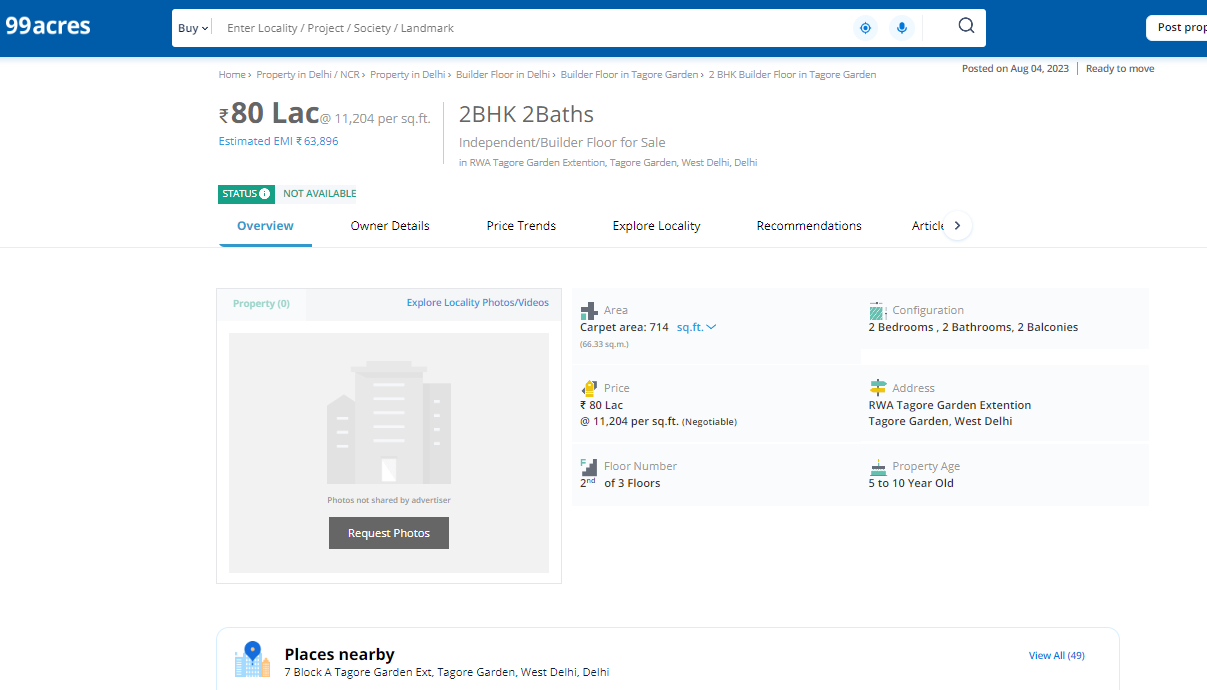 99acres
Buy
Enter Locality / Project / Society / Landmark
Post prop
Home › Property in Delhi / NCR › Property in Delhi › Builder Floor in Delhi › Builder Floor in Tagore Garden › 2 BHK Builder Floor in Tagore Garden
Posted on Aug 04, 2023 | Ready to move
₹80 Lac @ 11,204 per sq.ft.
Estimated EMI ₹63,896
2BHK 2Baths
Independent/Builder Floor for Sale
in RWA Tagore Garden Extention, Tagore Garden, West Delhi, Delhi
STATUS i NOT AVAILABLE
Overview
Owner Details
Price Trends
Explore Locality
Recommendations
Article
Property (0)
Explore Locality Photos/Videos
Photos not shared by advertiser
Request Photos
Area
Carpet area: 714 sq.ft.
(66.33 sq.m.)
Configuration
2 Bedrooms , 2 Bathrooms, 2 Balconies
Price
₹ 80 Lac
@ 11,204 per sq.ft. (Negotiable)
Address
RWA Tagore Garden Extention
Tagore Garden, West Delhi
F
Floor Number
2nd of 3 Floors
Property Age
5 to 10 Year Old
Places nearby
7 Block A Tagore Garden Ext, Tagore Garden, West Delhi, Delhi
View All (49)